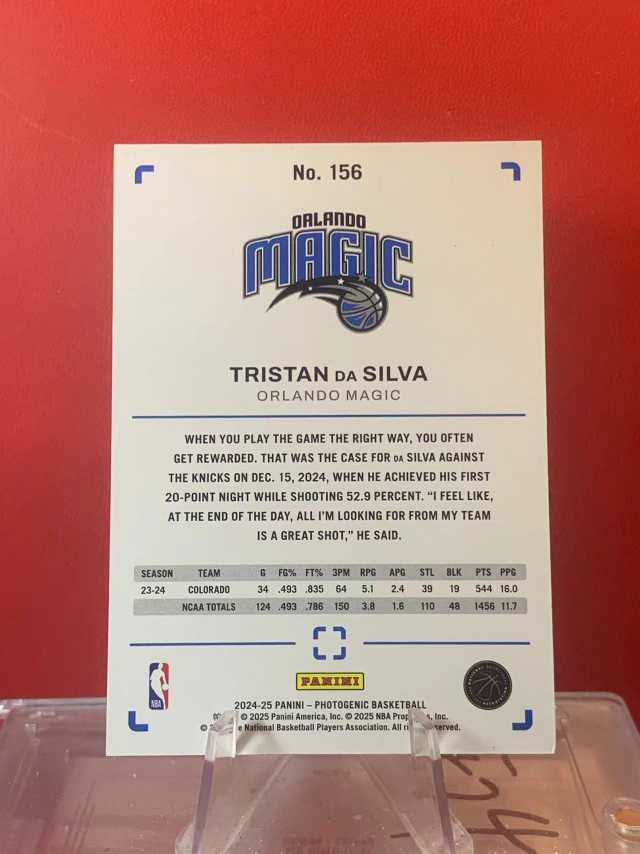 No. 156
ORLANDO
MAGIC
TRISTAN DA SILVA
ORLANDO MAGIC
WHEN YOU PLAY THE GAME THE RIGHT WAY, YOU OFTEN
GET REWARDED. THAT WAS THE CASE FOR DA SILVA AGAINST
THE KNICKS ON DEC. 15, 2024, WHEN HE ACHIEVED HIS FIRST
20-POINT NIGHT WHILE SHOOTING 52.9 PERCENT. “I FEEL LIKE,
AT THE END OF THE DAY, ALL I’M LOOKING FOR FROM MY TEAM
IS A GREAT SHOT,” HE SAID.
SEASON TEAM G FG% FT% 3PM RPG APG STL BLK PTS PPG
23-24 COLORADO 34 .493 .835 64 5.1 2.4 39 19 544 16.0
NCAA TOTALS 124 .493 .786 150 3.8 1.6 110 48 1456 11.7
NBA
PANINI
2024-25 PANINI – PHOTOGENIC BASKETBALL
© 2025 Panini America, Inc. © 2025 NBA Inc.
© National Basketball Players Association. All